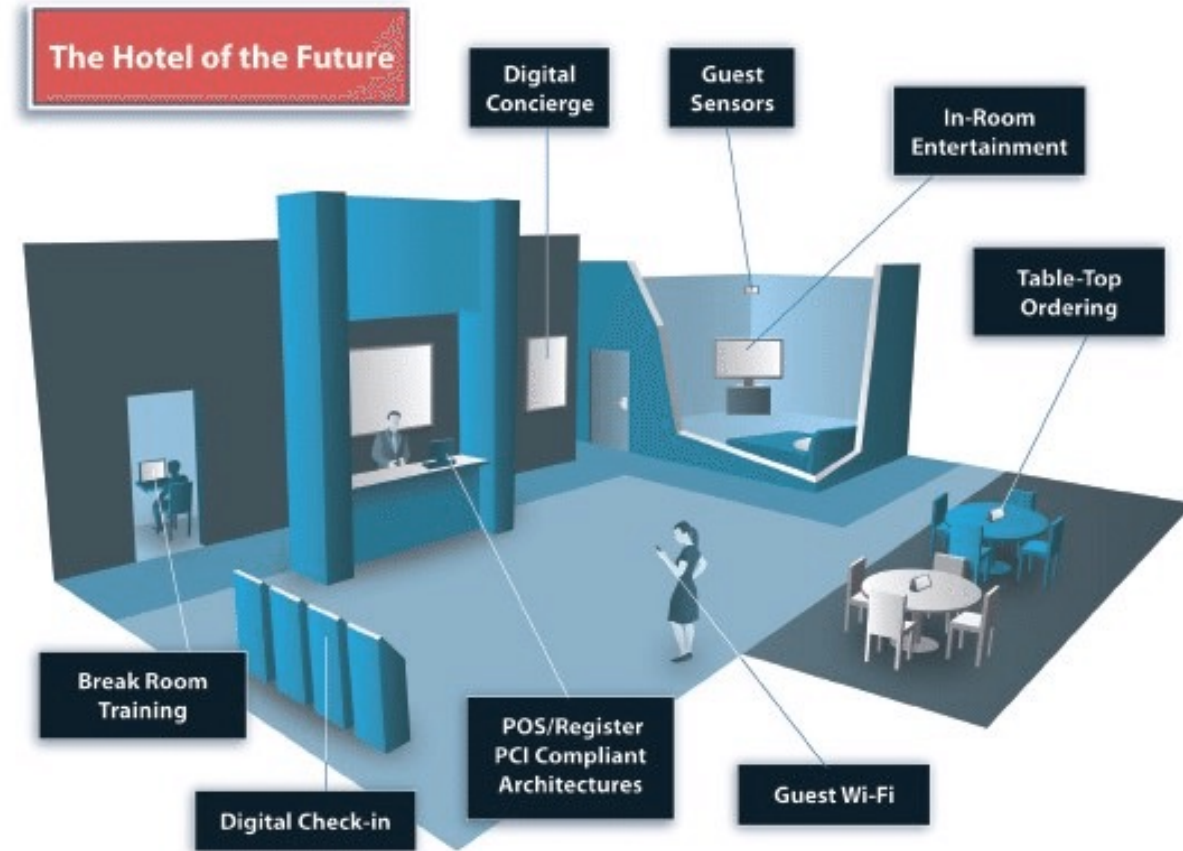 The Hotel of the Future
Digital
Concierge
Guest
Sensors
In-Room
Entertainment
Table-Top
Ordering
Break Room
Training
POS/Register
PCI Compliant
Architectures
Guest Wi-Fi
Digital Check-in